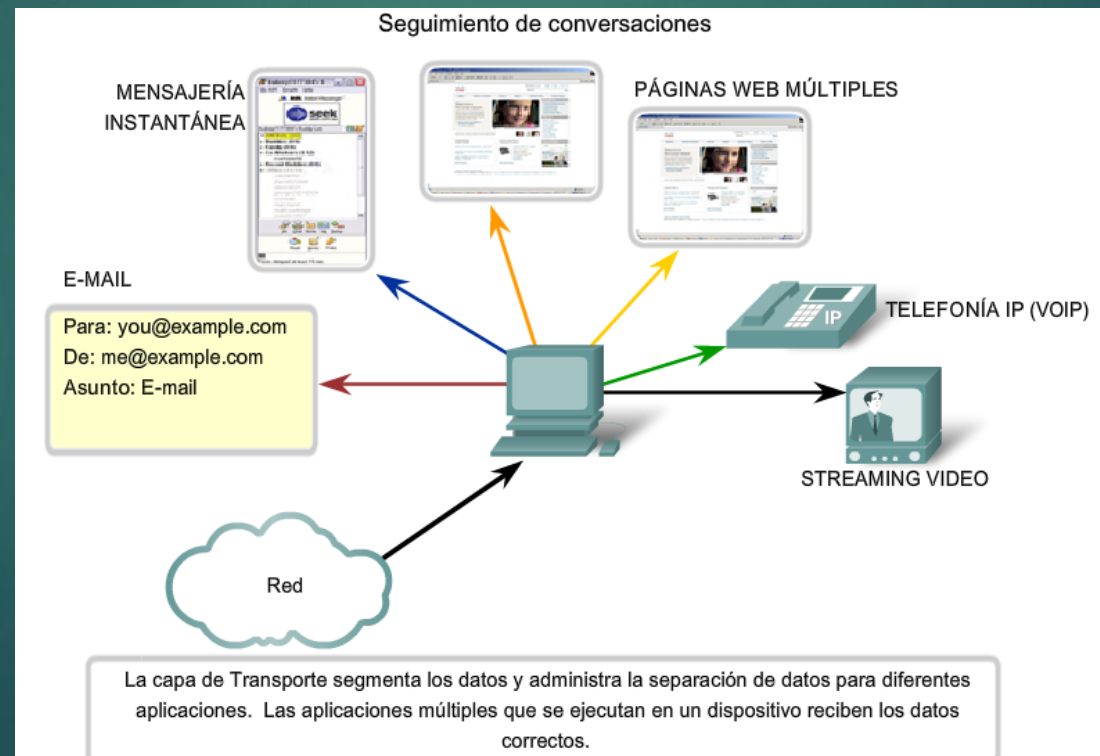 Seguimiento de conversaciones
MENSAJERÍA
INSTANTÁNEA
seek
PÁGINAS WEB MÚLTIPLES
E-MAIL
Para: you@example.com
De: me@example.com
Asunto: E-mail
IP
TELEFONÍA IP (VOIP)
STREAMING VIDEO
Red
La capa de Transporte segmenta los datos y administra la separación de datos para diferentes
aplicaciones. Las aplicaciones múltiples que se ejecutan en un dispositivo reciben los datos
correctos.